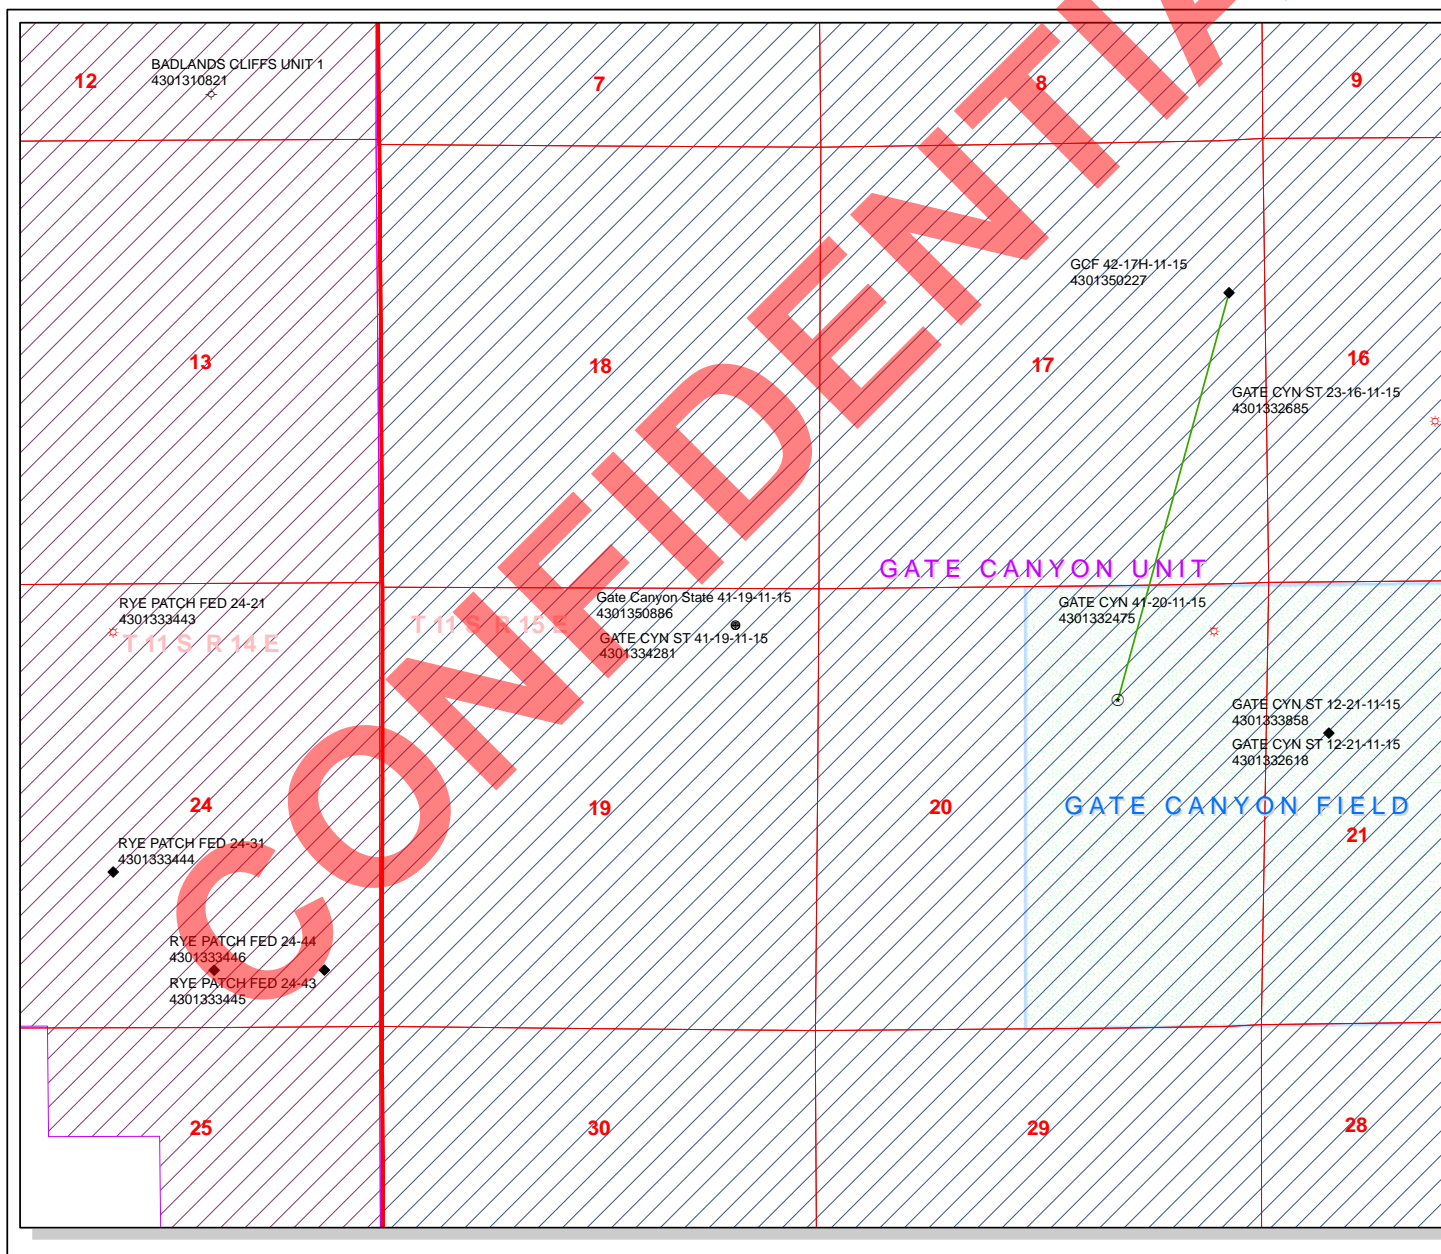 BADLANDS CLIFFS UNIT 1
4301310821
12
7
8
9
GCF 42-17H-11-15
4301350227
13
18
17
16
GATE CYN ST 23-16-11-15
4301332685
GATE CANYON UNIT
RYE PATCH FED 24-21
4301333443
T 11 S R 14 E
T 11 S R 15 E
Gate Canyon State 41-19-11-15
4301350886
GATE CYN ST 41-19-11-15
4301334281
GATE CYN 41-20-11-15
4301332475
GATE CYN ST 12-21-11-15
4301333858
GATE CYN ST 12-21-11-15
4301332618
24
19
20
GATE CANYON FIELD
21
RYE PATCH FED 24-31
4301333444
RYE PATCH FED 24-44
4301333446
RYE PATCH FED 24-43
4301333445
25
30
29
28
CONFIDENTIA